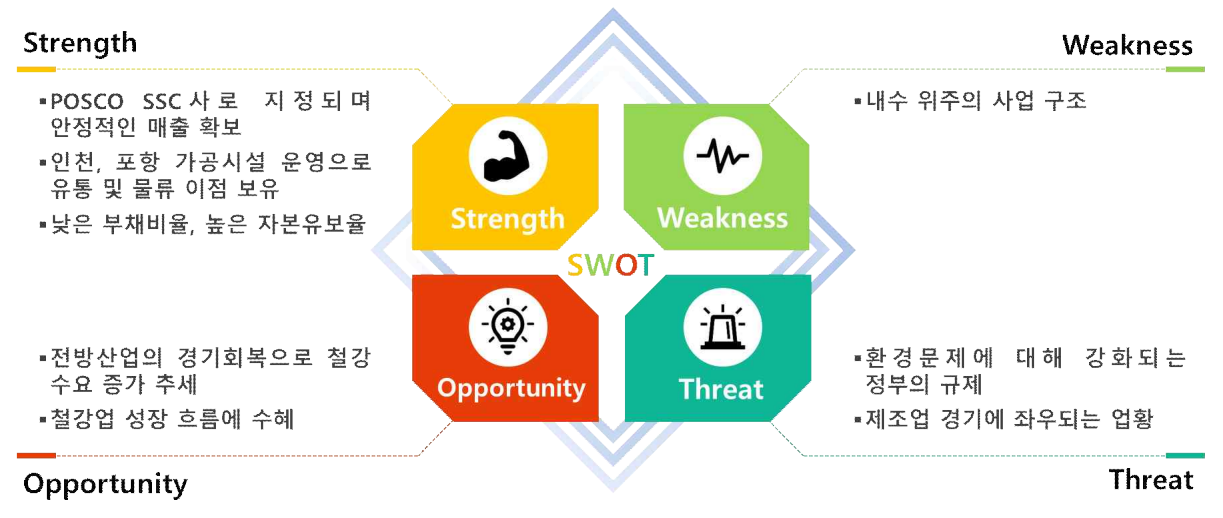 Strength
▪POSCO SSC사로 지정되며
안정적인 매출 확보
▪인천, 포항 가공시설 운영으로
유통 및 물류 이점 보유
▪낮은 부채비율, 높은 자본유보율
Weakness
▪내수 위주의 사업 구조
Strength
Weakness
SWOT
Opportunity
Threat
▪전방산업의 경기회복으로 철강
수요 증가 추세
▪철강업 성장 흐름에 수혜
Opportunity
▪환경문제에 대해 강화되는
정부의 규제
▪제조업 경기에 좌우되는 업황
Threat